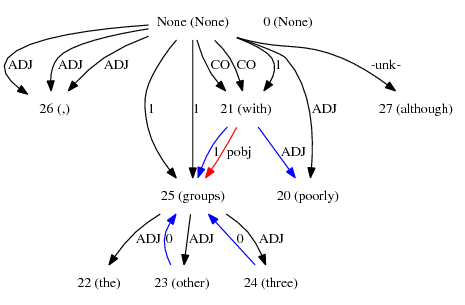 None (None) 0 (None)
ADJ ADJ ADJ CO CO 1 -unk-
26 (,) 1 1 21 (with) ADJ 27 (although)
1 pobj ADJ
25 (groups) 20 (poorly)
ADJ 0 ADJ 0 ADJ
22 (the) 23 (other) 24 (three)